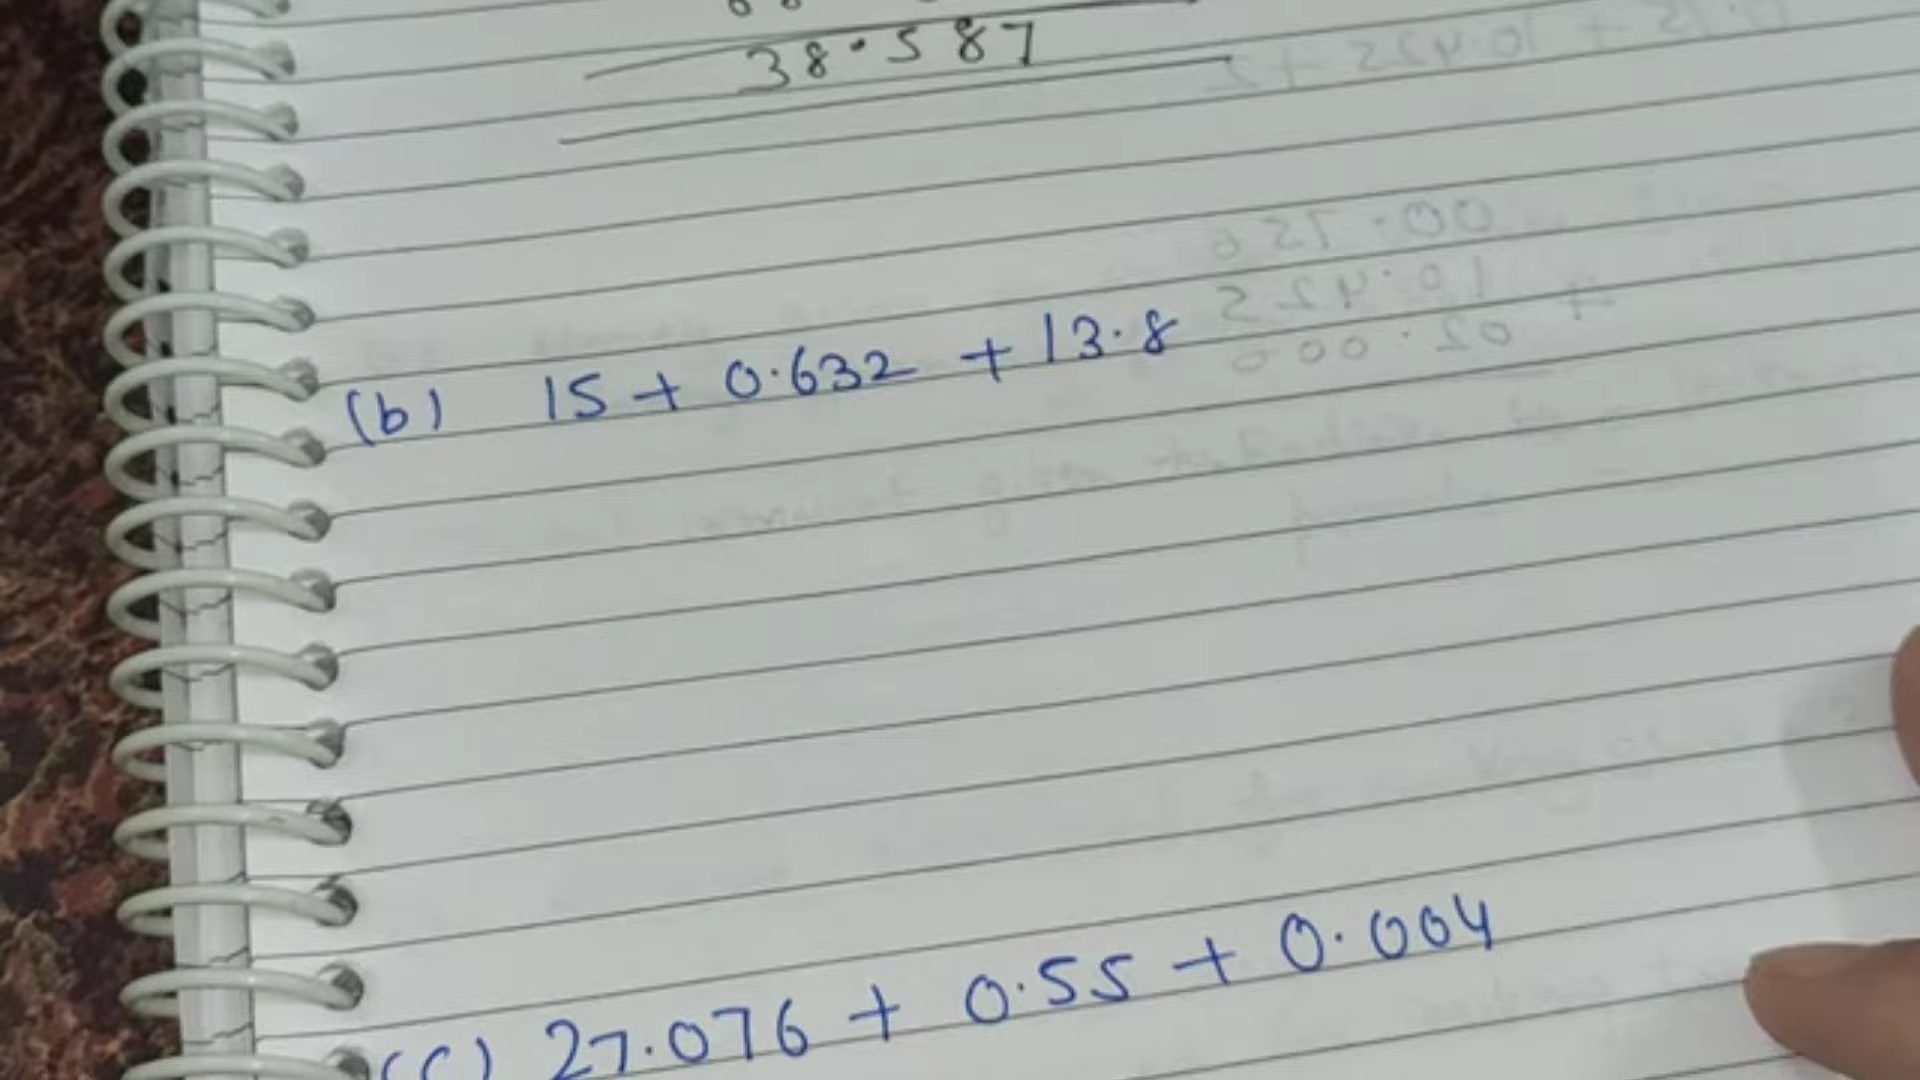 38.587
(b) 15 + 0.632 + 13.8
(c) 27.076 + 0.55 + 0.004